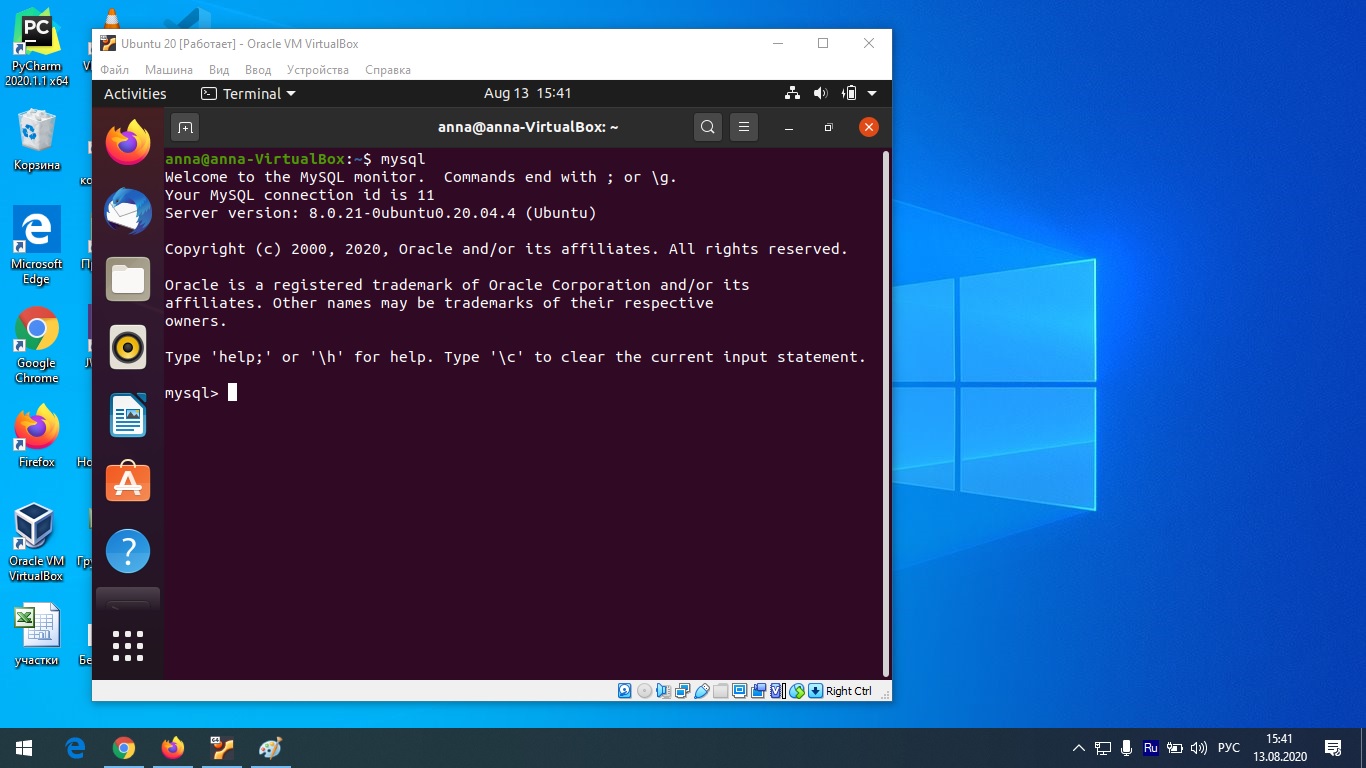 PC
PyCharm
2020.1.1 x64
Корзина
Microsoft
Edge
Google
Chrome
Firefox
Oracle VM
VirtualBox
участки
Ubuntu 20 [Работает] - Oracle VM VirtualBox
Файл Машина Вид Ввод Устройства Справка
Activities Terminal Aug 13 15:41
anna@anna-VirtualBox: ~
anna@anna-VirtualBox:~$ mysql
Welcome to the MySQL monitor. Commands end with ; or \g.
Your MySQL connection id is 11
Server version: 8.0.21-0ubuntu0.20.04.4 (Ubuntu)
Copyright (c) 2000, 2020, Oracle and/or its affiliates. All rights reserved.
Oracle is a registered trademark of Oracle Corporation and/or its
affiliates. Other names may be trademarks of their respective
owners.
Type 'help;' or '\h' for help. Type '\c' to clear the current input statement.
mysql>
Right Ctrl
Ru РУС
15:41
13.08.2020